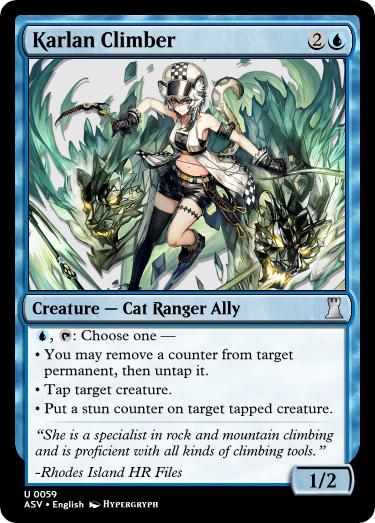 Karlan Climber 2
Creature — Cat Ranger Ally
, : Choose one —
• You may remove a counter from target
permanent, then untap it.
• Tap target creature.
• Put a stun counter on target tapped creature.
“She is a specialist in rock and mountain climbing
and is proficient with all kinds of climbing tools.”
-Rhodes Island HR Files
1/2
U 0059
ASV • English HYPERGRYPH